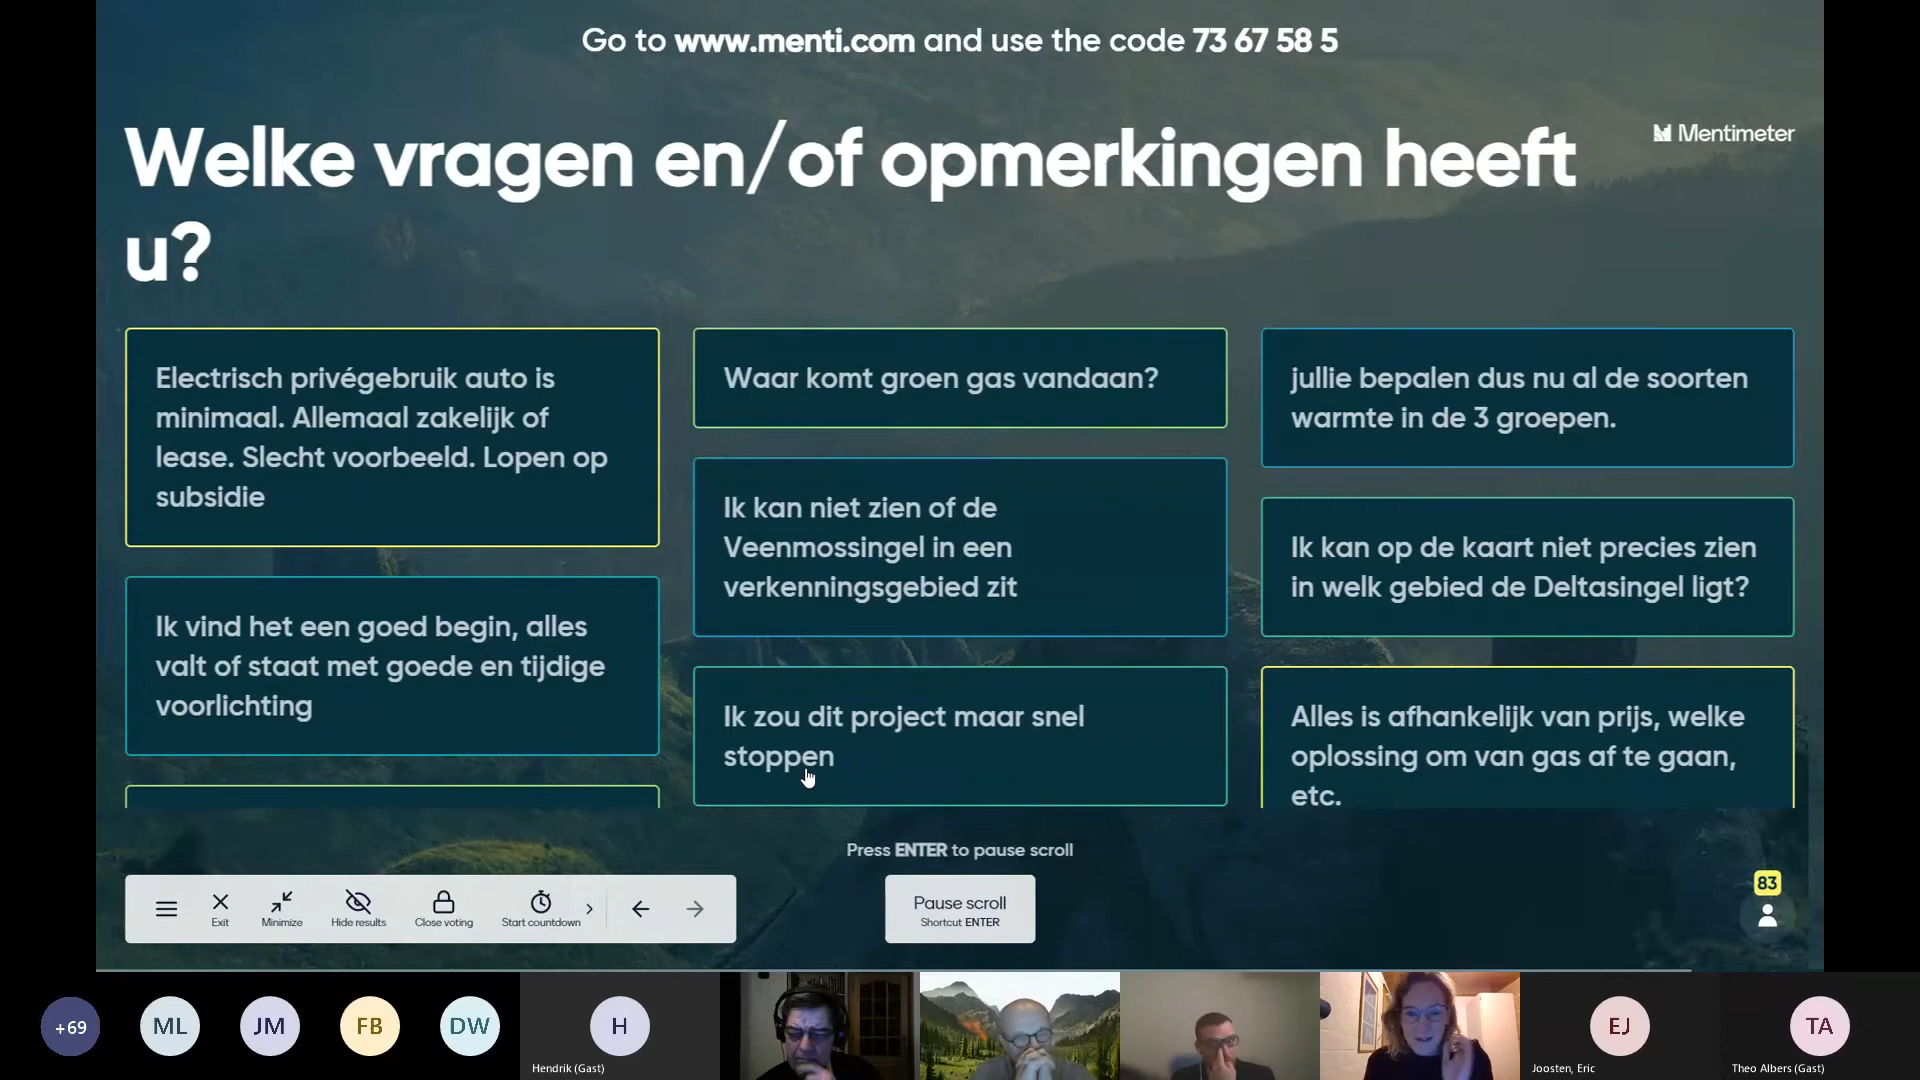 Go to www.menti.com and use the code 73 67 58 5
Welke vragen en/of opmerkingen heeft
u?
Mentimeter
Electrisch privégebruik auto is
minimaal. Allemaal zakelijk of
lease. Slecht voorbeeld. Lopen op
subsidie
Ik vind het een goed begin, alles
valt of staat met goede en tijdige
voorlichting
Waar komt groen gas vandaan?
Ik kan niet zien of de
Veenmossingel in een
verkenningsgebied zit
Ik zou dit project maar snel
stoppen
jullie bepalen dus nu al de soorten
warmte in de 3 groepen.
Ik kan op de kaart niet precies zien
in welk gebied de Deltasingel ligt?
Alles is afhankelijk van prijs, welke
oplossing om van gas af te gaan,
etc.
Press ENTER to pause scroll
Exit
Minimize
Hide results
Close voting
Start countdown
Pause scroll
Shortcut ENTER
83
+69
ML
JM
FB
DW
H
Hendrik (Gast)
EJ
Joosten, Eric
TA
Theo Albers (Gast)